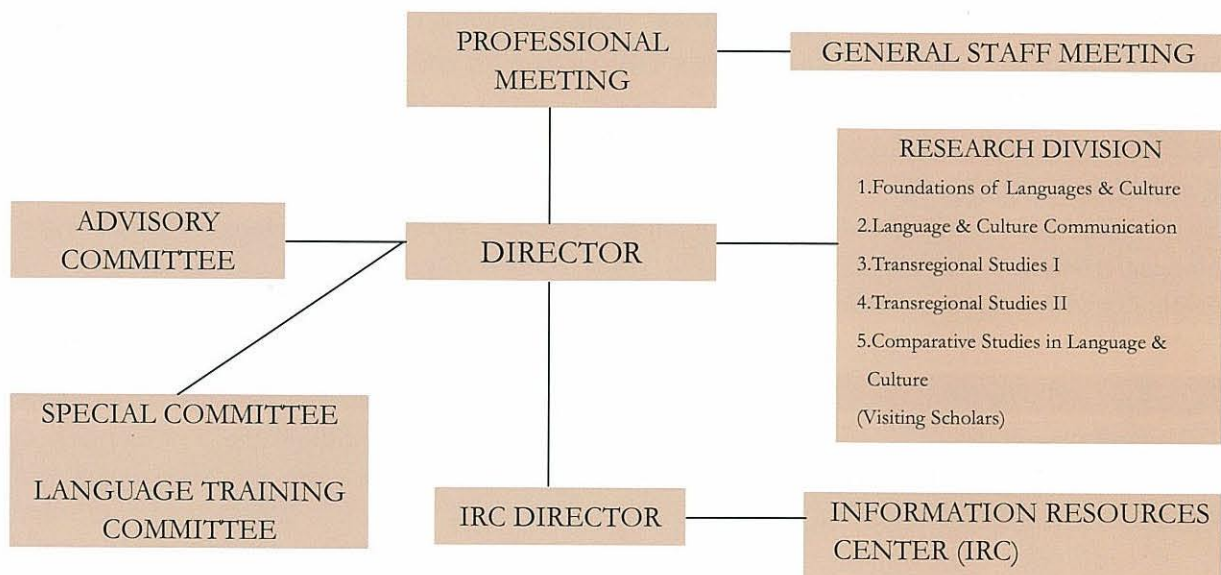 PROFESSIONAL
MEETING
GENERAL STAFF MEETING
RESEARCH DIVISION
1.Foundations of Languages & Culture
2.Language & Culture Communication
3.Transregional Studies I
4.Transregional Studies II
5.Comparative Studies in Language &
Culture
(Visiting Scholars)
ADVISORY
COMMITTEE
DIRECTOR
SPECIAL COMMITTEE
LANGUAGE TRAINING
COMMITTEE
IRC DIRECTOR
INFORMATION RESOURCES
CENTER (IRC)